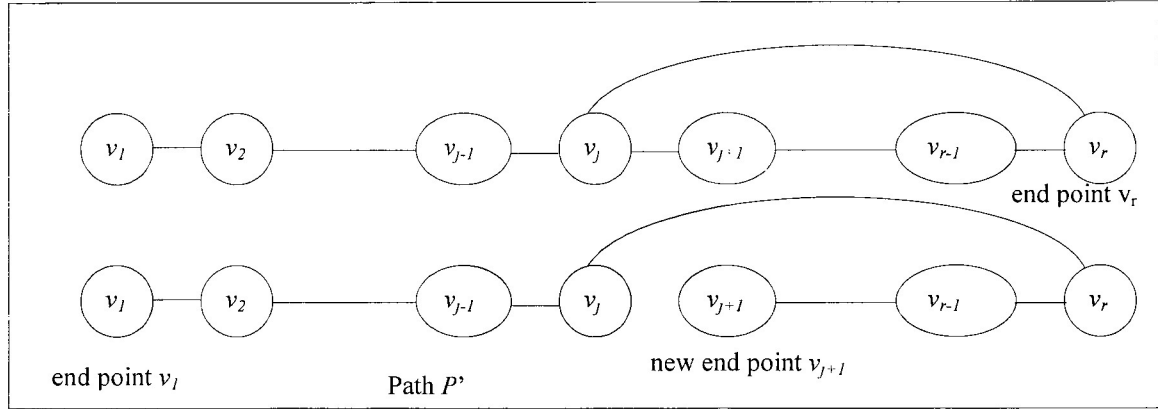 v₁ v₂ vⱼ₋₁ vⱼ vⱼ₊₁ vᵣ₋₁ vᵣ
end point vᵣ
v₁ v₂ vⱼ₋₁ vⱼ vⱼ₊₁ vᵣ₋₁ vᵣ
end point v₁ Path P’ new end point vⱼ₊₁